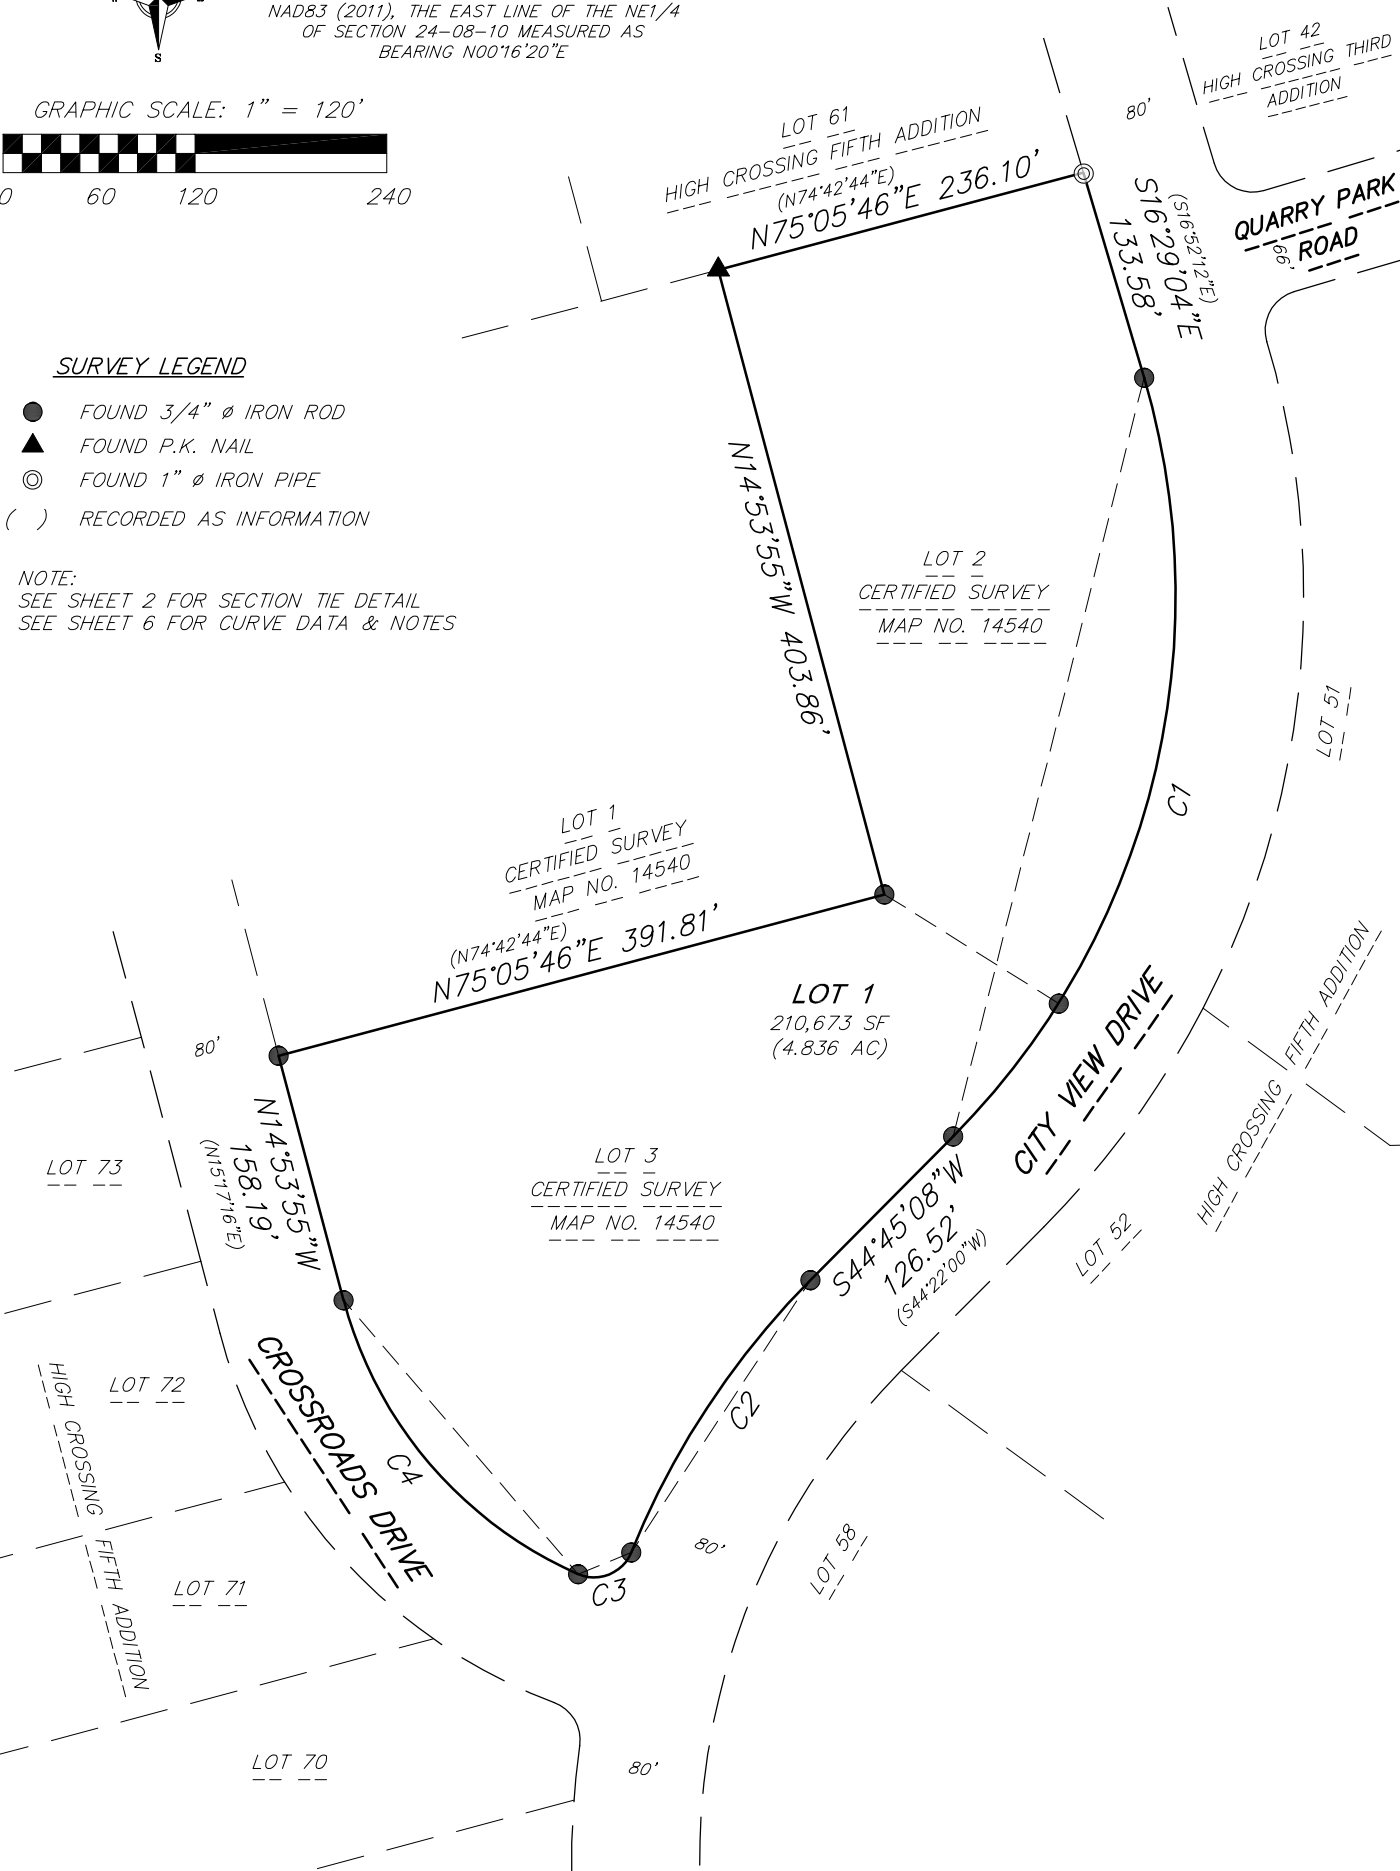 NAD83 (2011), THE EAST LINE OF THE NE1/4
OF SECTION 24-08-10 MEASURED AS
BEARING N00°16'20"E
S
GRAPHIC SCALE: 1" = 120'
0 60 120 240
SURVEY LEGEND
FOUND 3/4" ø IRON ROD
FOUND P.K. NAIL
FOUND 1" ø IRON PIPE
( ) RECORDED AS INFORMATION
NOTE:
SEE SHEET 2 FOR SECTION TIE DETAIL
SEE SHEET 6 FOR CURVE DATA & NOTES
LOT 42
HIGH CROSSING THIRD
ADDITION
80'
LOT 61
HIGH CROSSING FIFTH ADDITION
(N74°42'44"E)
N75°05'46"E 236.10'
(S16°52'12"E)
S16°29'04"E
133.58'
QUARRY PARK
ROAD
66'
N14°53'55"W 403.86'
LOT 2
CERTIFIED SURVEY
MAP NO. 14540
LOT 51
C1
LOT 1
CERTIFIED SURVEY
MAP NO. 14540
(N74°42'44"E)
N75°05'46"E 391.81'
LOT 1
210,673 SF
(4.836 AC)
CITY VIEW DRIVE
HIGH CROSSING FIFTH ADDITION
80'
N14°53'55"W
158.19'
(N15°17'16"E)
LOT 73
LOT 3
CERTIFIED SURVEY
MAP NO. 14540
S44°45'08"W
126.52'
(S44°22'00"W)
LOT 52
CROSSROADS DRIVE
LOT 72
HIGH CROSSING FIFTH ADDITION
C4
C2
C3
80'
LOT 58
LOT 71
LOT 70
80'